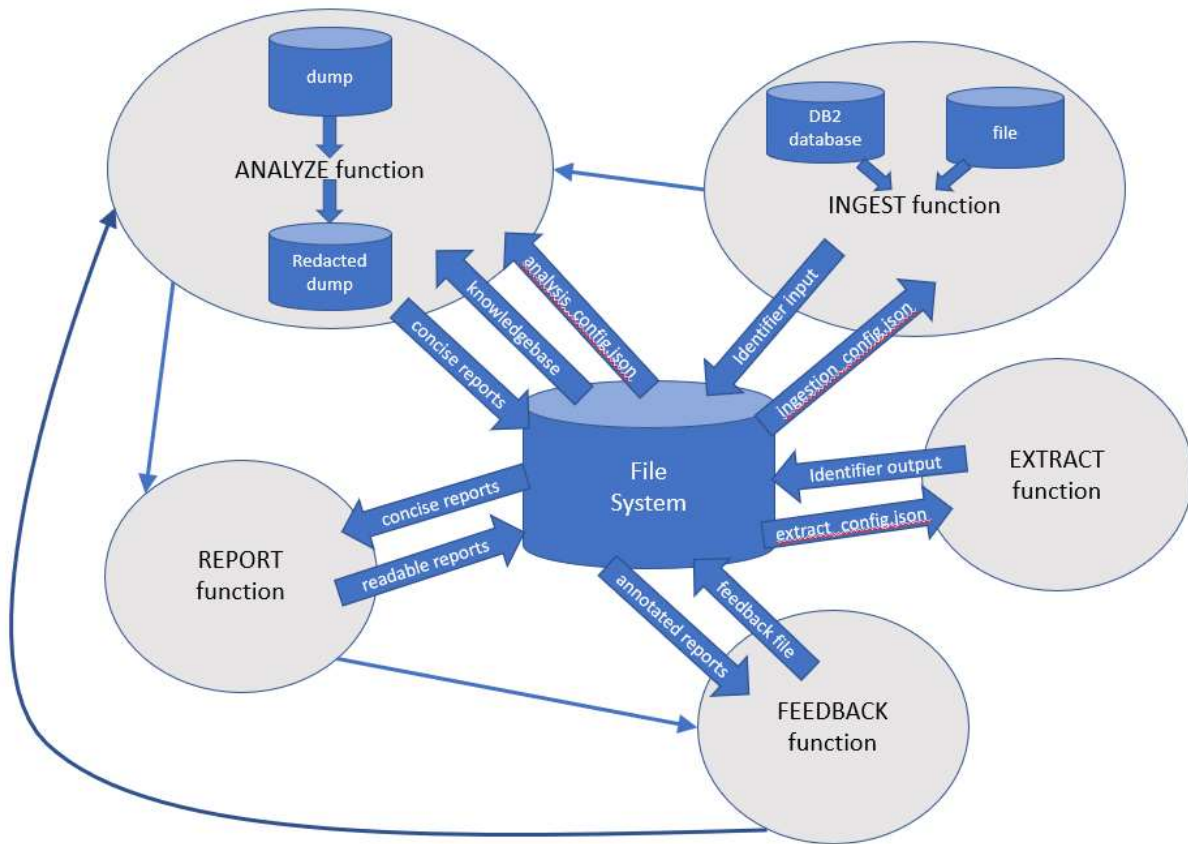 dump
ANALYZE function
Redacted
dump
DB2
database
file
INGEST function
concise reports
knowledgebase
analysis_config.json
Identifier input
ingestion_config.json
File
System
Identifier output
extract_config.json
EXTRACT
function
concise reports
readable reports
REPORT
function
annotated reports
feedback file
FEEDBACK
function